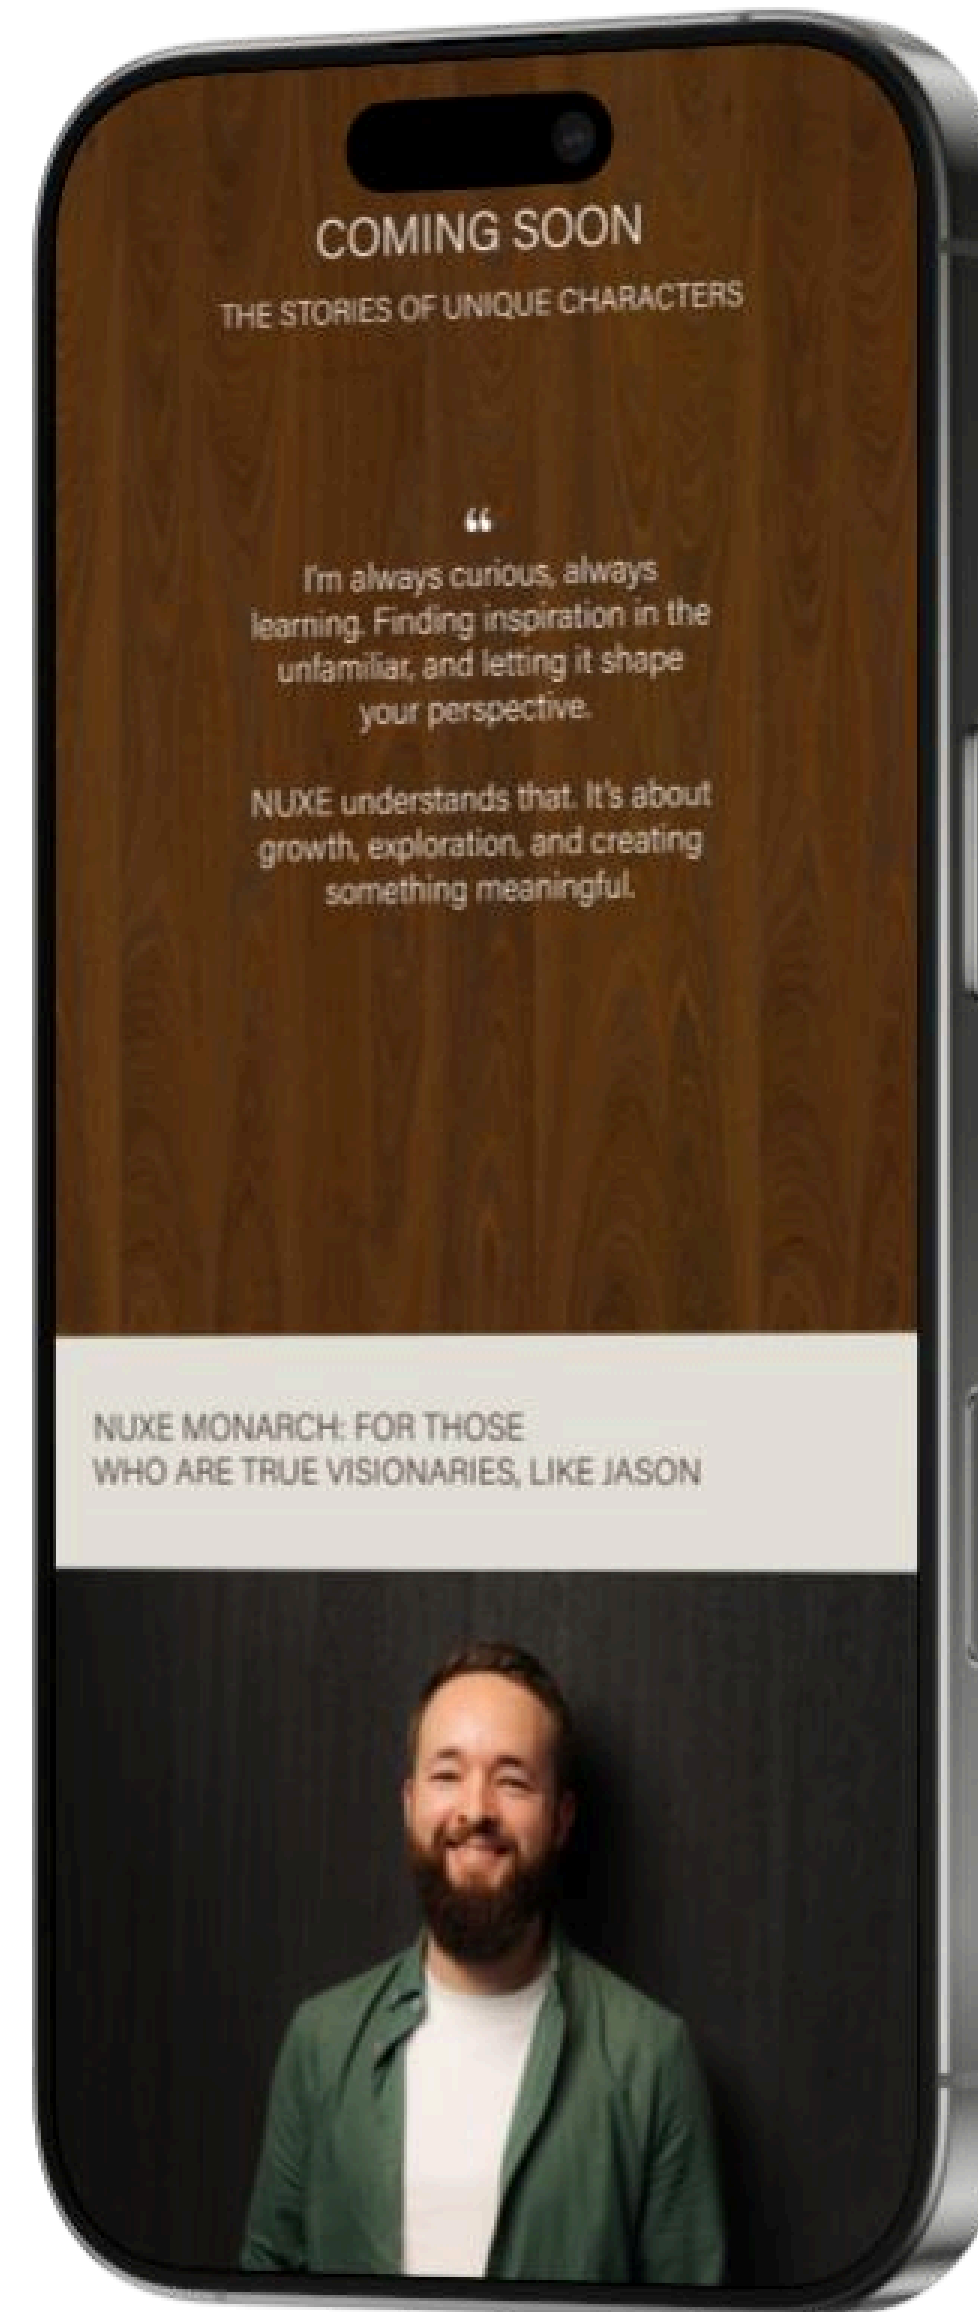 COMING SOON
THE STORIES OF UNIQUE CHARACTERS
“
I'm always curious, always
learning. Finding inspiration in the
unfamiliar, and letting it shape
your perspective.
NUXE understands that. It's about
growth, exploration, and creating
something meaningful.
NUXE MONARCH: FOR THOSE
WHO ARE TRUE VISIONARIES, LIKE JASON